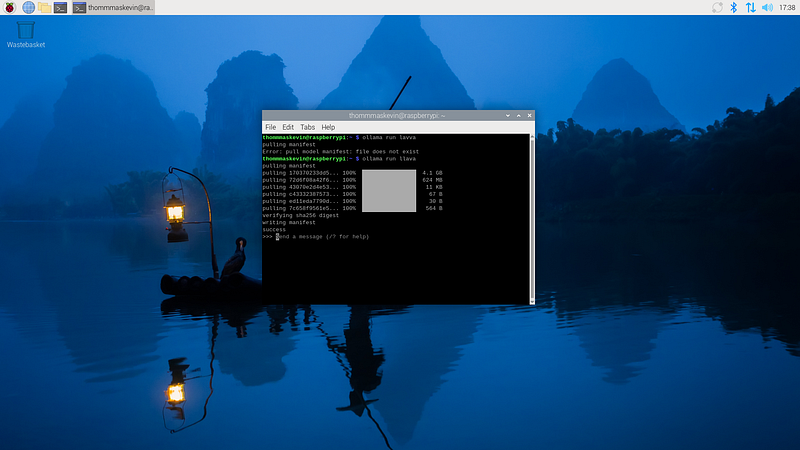 thommmaskevin@ra...
17:38
Wastebasket
thommmaskevin@raspberrypi: ~
File Edit Tabs Help
thommmaskevin@raspberrypi:~ $ ollama run lavva
pulling manifest
Error: pull model manifest: file does not exist
thommmaskevin@raspberrypi:~ $ ollama run llava
pulling manifest
pulling 170370233dd5... 100% 4.1 GB
pulling 72d6f08a42f6... 100% 624 MB
pulling 43070e2d4e53... 100% 11 KB
pulling c43332387573... 100% 67 B
pulling ed11eda7790d... 100% 30 B
pulling 7c658f9561e5... 100% 564 B
verifying sha256 digest
writing manifest
success
>>> Send a message (/? for help)